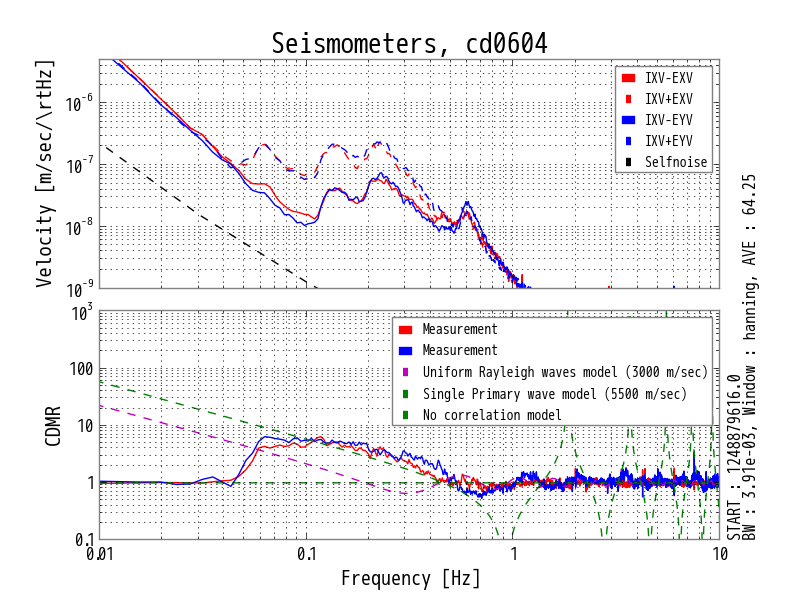 Seismometers, cd0604
Velocity [m/sec/\rtHz]
10^-6
10^-7
10^-8
10^-9
IXV-EXV
IXV+EXV
IXV-EYV
IXV+EYV
Selfnoise
CDMR
10^3
100
10
1
0.1
Measurement
Measurement
Uniform Rayleigh waves model (3000 m/sec)
Single Primary wave model (5500 m/sec)
No correlation model
0.01
0.1
1
10
Frequency [Hz]
START : 1248879616.0
BW : 3.91e-03, Window : hanning, AVE : 64.25